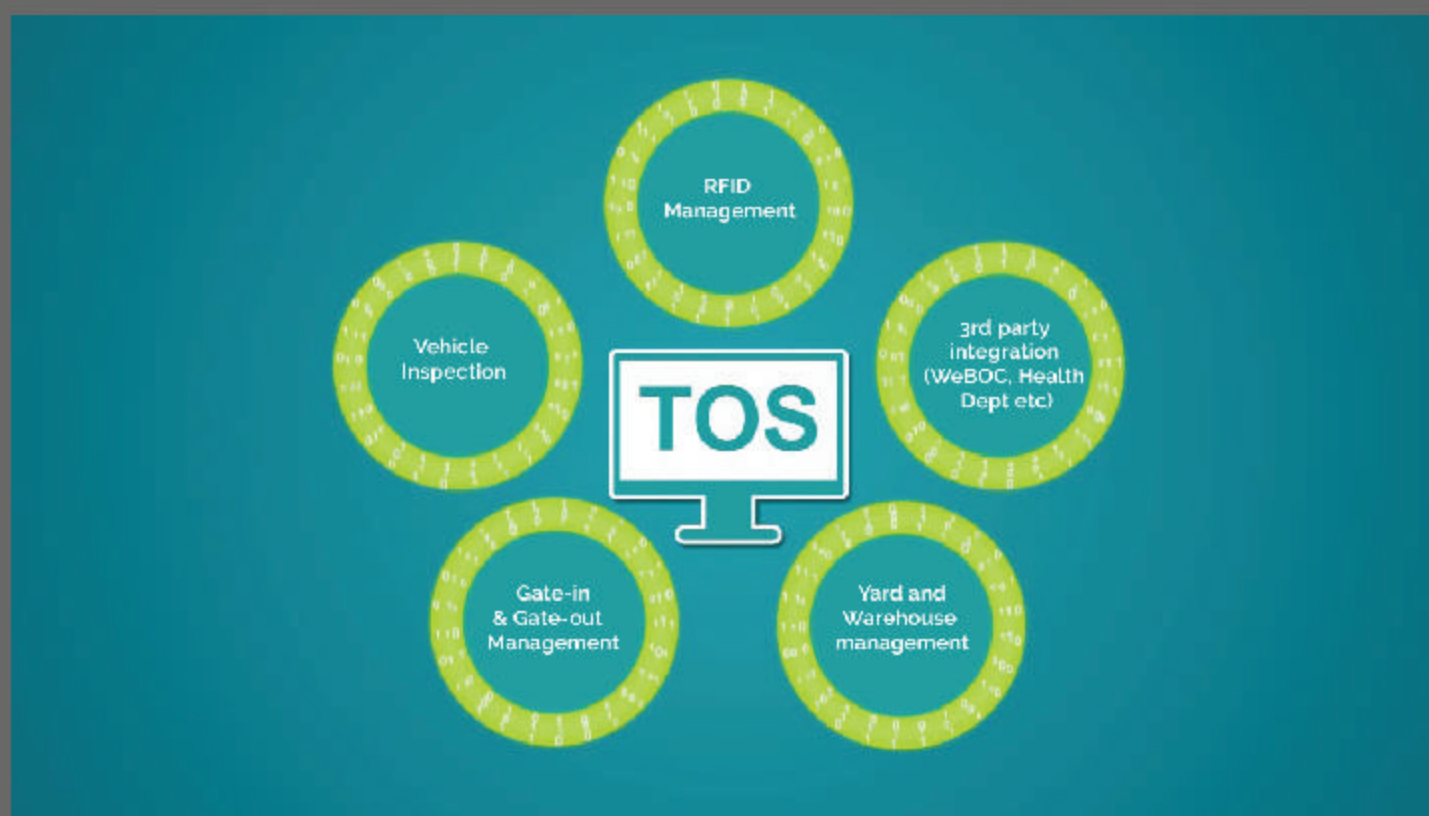 RFID
Management
Vehicle
Inspection
3rd party
integration
(WeBOC, Health
Dept etc)
TOS
Gate-in
& Gate-out
Management
Yard and
Warehouse
management